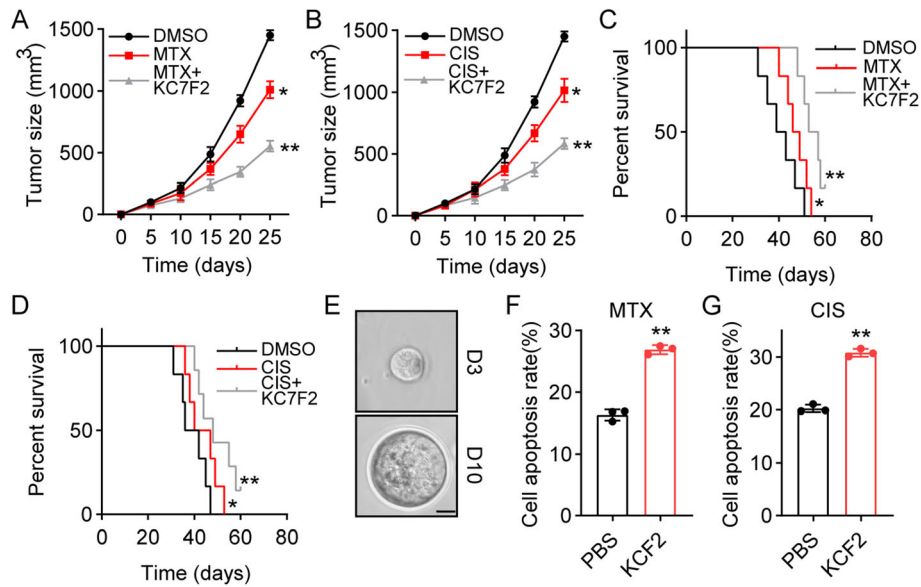 A
Tumor size (mm³)
1500
1000
500
0
0 5 10 15 20 25
Time (days)
DMSO
MTX
MTX+
KC7F2
*
**
B
Tumor size (mm³)
1500
1000
500
0
0 5 10 15 20 25
Time (days)
DMSO
CIS
CIS+
KC7F2
*
**
C
Percent survival
100
50
0
0 20 40 60 80
Time (days)
DMSO
MTX
MTX+
KC7F2
**
*
D
Percent survival
100
50
0
0 20 40 60 80
Time (days)
DMSO
CIS
CIS+
KC7F2
**
*
E
D3
D10
F
MTX
Cell apoptosis rate(%)
30
20
10
0
**
PBS
KCF2
G
CIS
Cell apoptosis rate(%)
30
20
10
0
**
PBS
KCF2